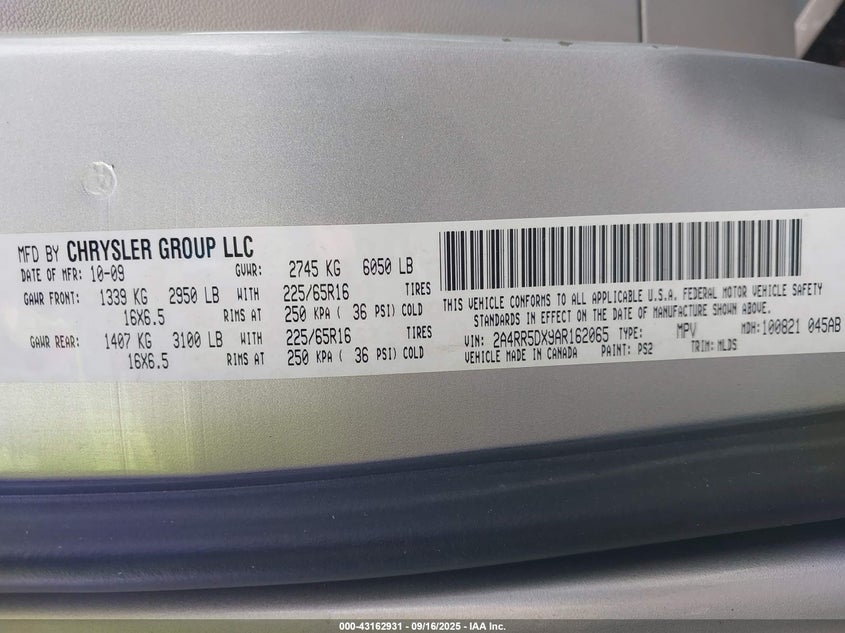 MFD BY CHRYSLER GROUP LLC
DATE OF MFR: 10-09 GVWR: 2745 KG 6050 LB
GAWR FRONT: 1339 KG 2950 LB WITH 225/65R16 TIRES
16X6.5 RIMS AT 250 KPA ( 36 PSI) COLD
GAWR REAR: 1407 KG 3100 LB WITH 225/65R16 TIRES
16X6.5 RIMS AT 250 KPA ( 36 PSI) COLD
THIS VEHICLE CONFORMS TO ALL APPLICABLE U.S.A. FEDERAL MOTOR VEHICLE SAFETY
STANDARDS IN EFFECT ON THE DATE OF MANUFACTURE SHOWN ABOVE.
VIN: 2A4RR5DX9AR162065 TYPE: MPV MDH: 100821 045AB
VEHICLE MADE IN CANADA PAINT: PS2 TRIM: MLDS
000-43162931 - 09/16/2025 - IAA Inc.